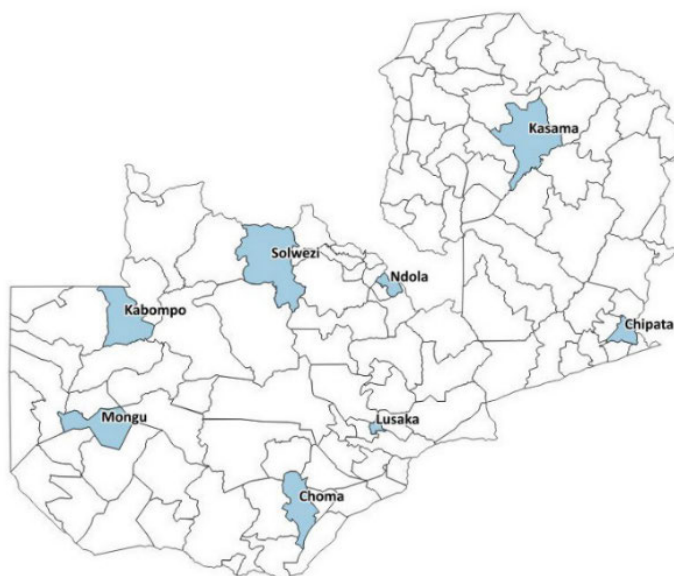 Kasama
Solwezi
Ndola
Kabompo
Chipata
Mongu
Lusaka
Choma